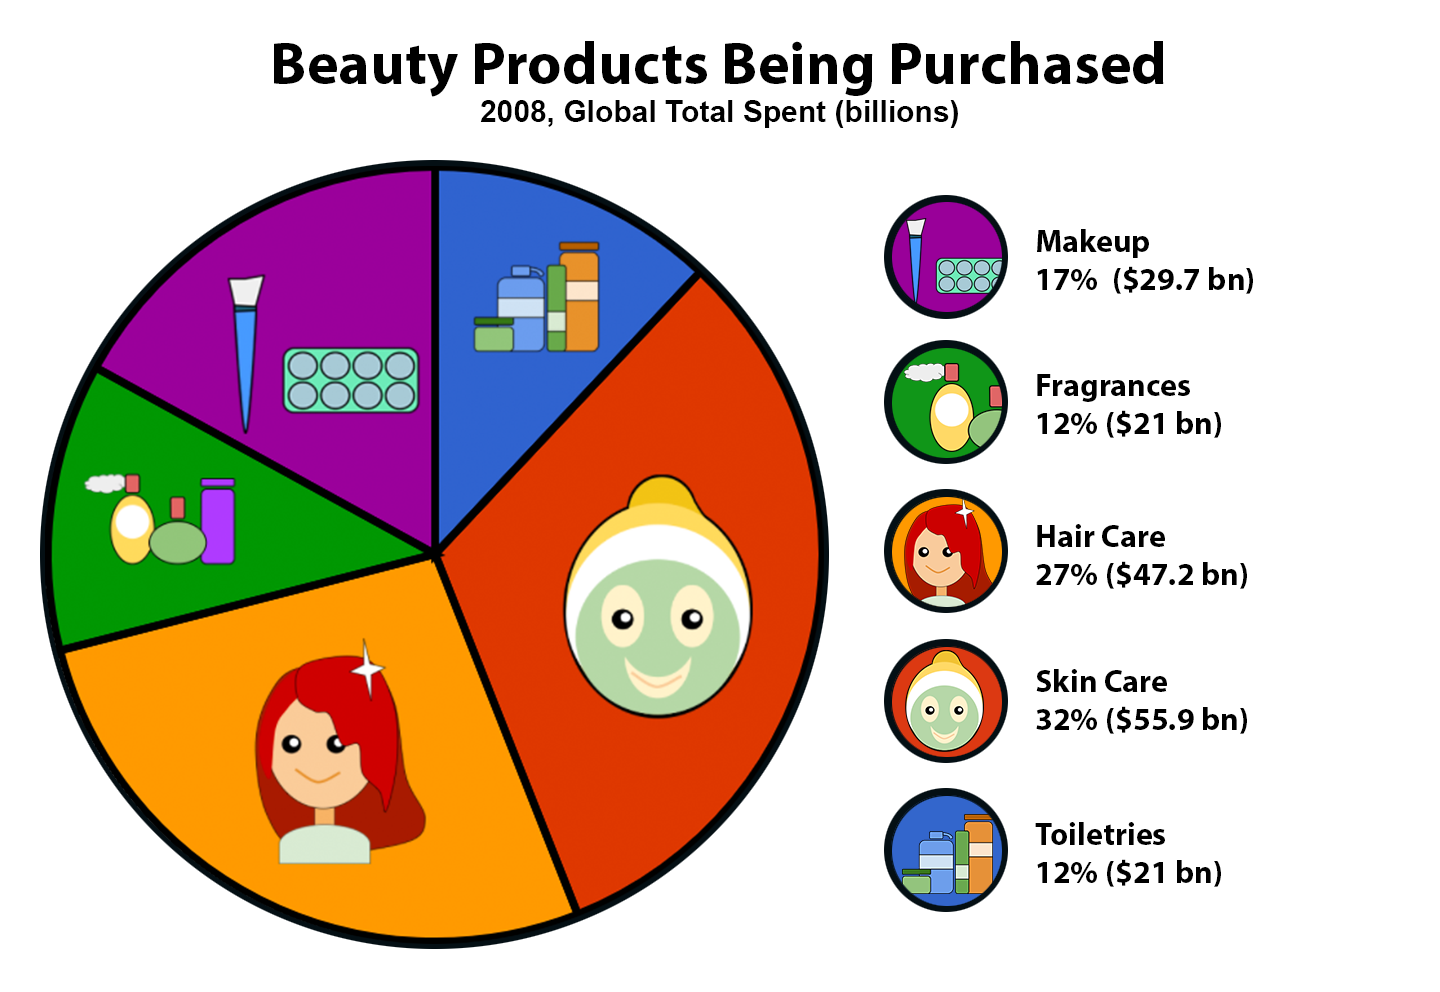 Beauty Products Being Purchased
2008, Global Total Spent (billions)
Makeup
17%  ($29.7 bn)
Fragrances
12% ($21 bn)
Hair Care
27% ($47.2 bn)
Skin Care
32% ($55.9 bn)
Toiletries
12% ($21 bn)